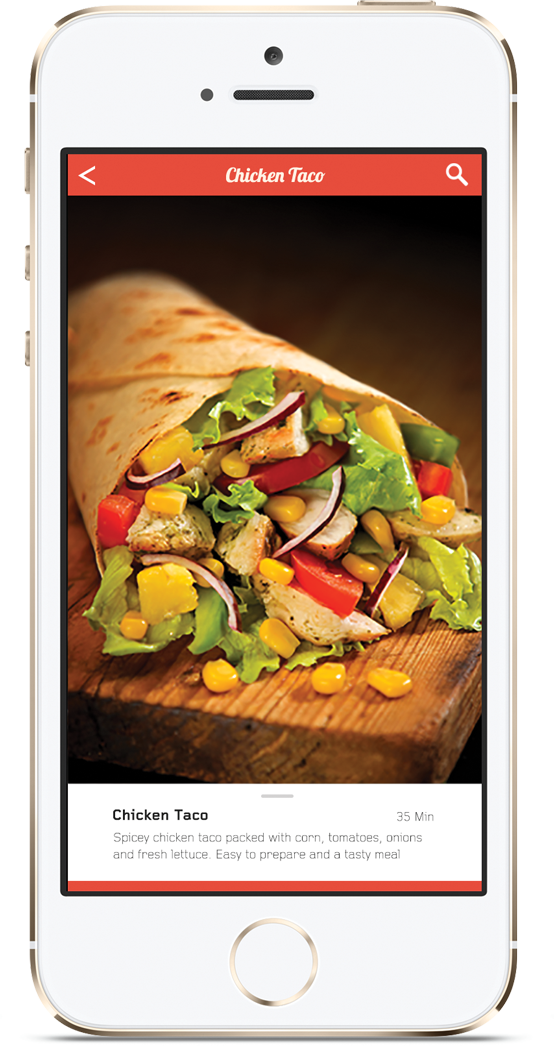 Chicken Taco
Chicken Taco 35 Min
Spicey chicken taco packed with corn, tomatoes, onions
and fresh lettuce. Easy to prepare and a tasty meal